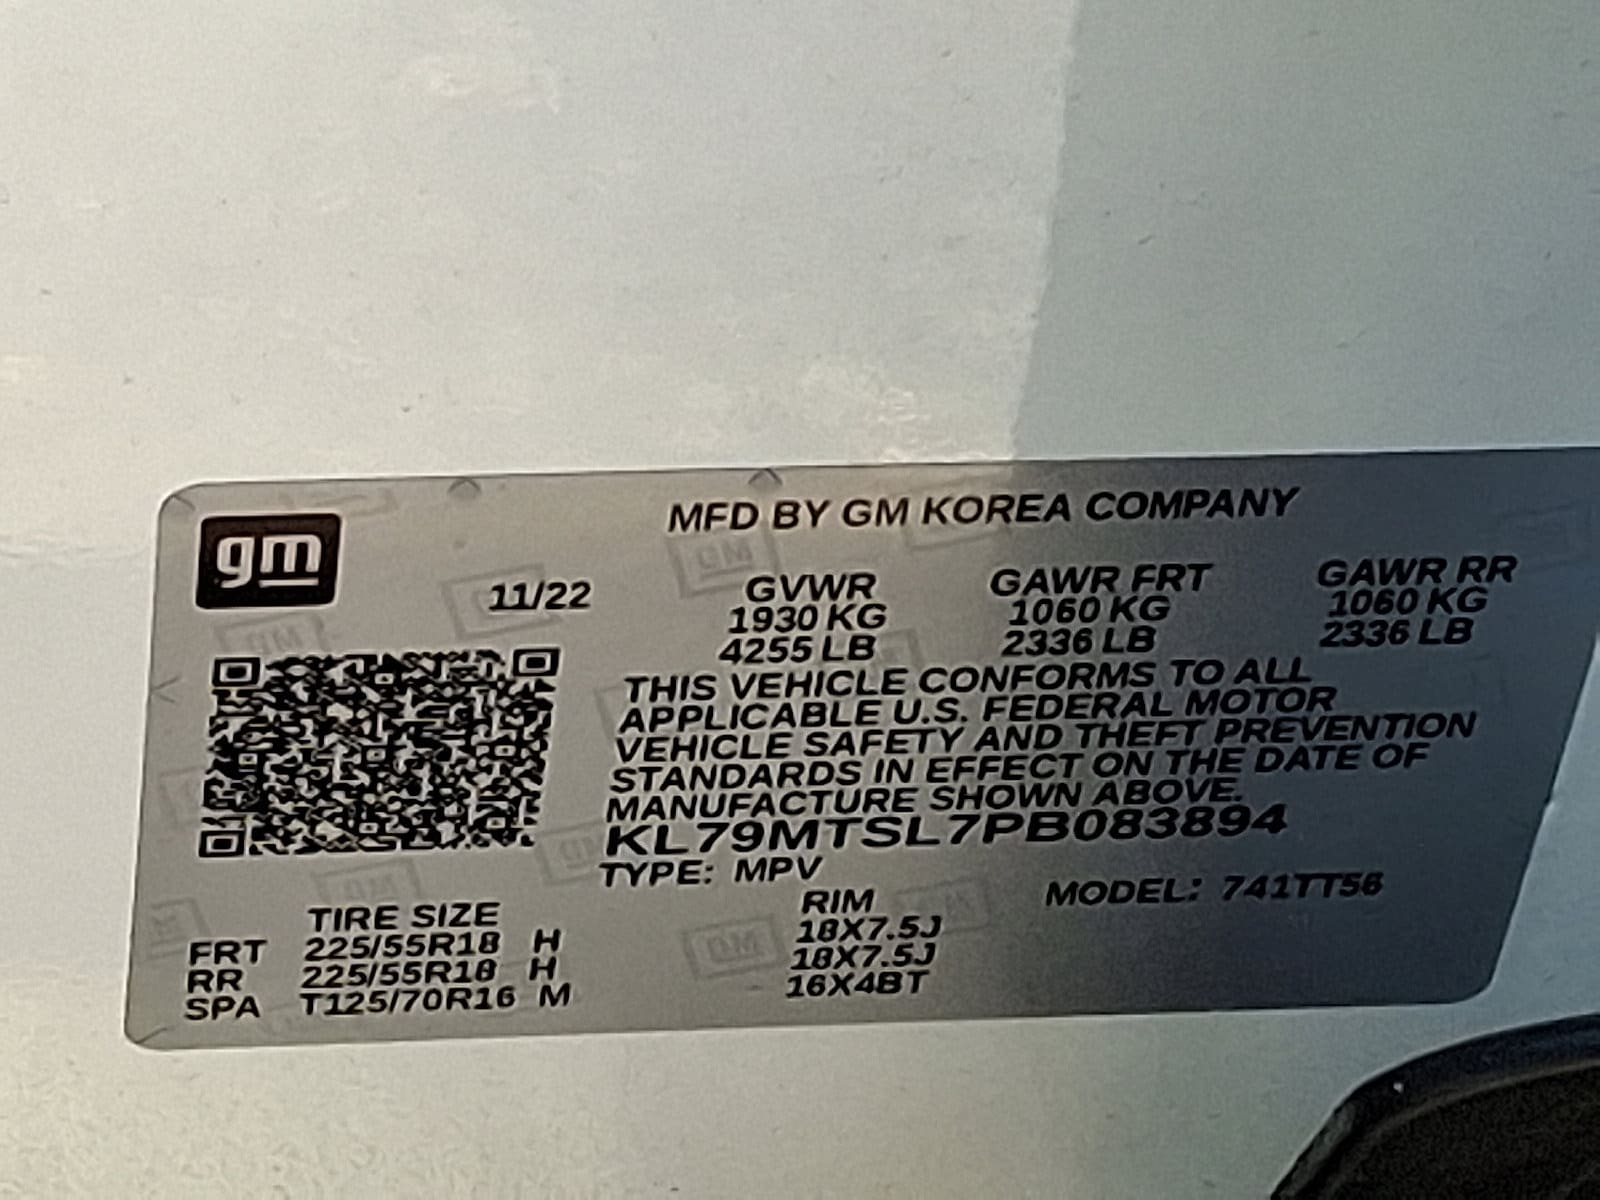 gm
MFD BY GM KOREA COMPANY
11/22
GVWR GAWR FRT GAWR RR
1930 KG 1060 KG 1060 KG
4255 LB 2336 LB 2336 LB
THIS VEHICLE CONFORMS TO ALL
APPLICABLE U.S. FEDERAL MOTOR
VEHICLE SAFETY AND THEFT PREVENTION
STANDARDS IN EFFECT ON THE DATE OF
MANUFACTURE SHOWN ABOVE.
KL79MTSL7PB083894
TYPE: MPV MODEL: 741TT56
TIRE SIZE RIM
FRT 225/55R18 H 18X7.5J
RR 225/55R18 H 18X7.5J
SPA T125/70R16 M 16X4BT